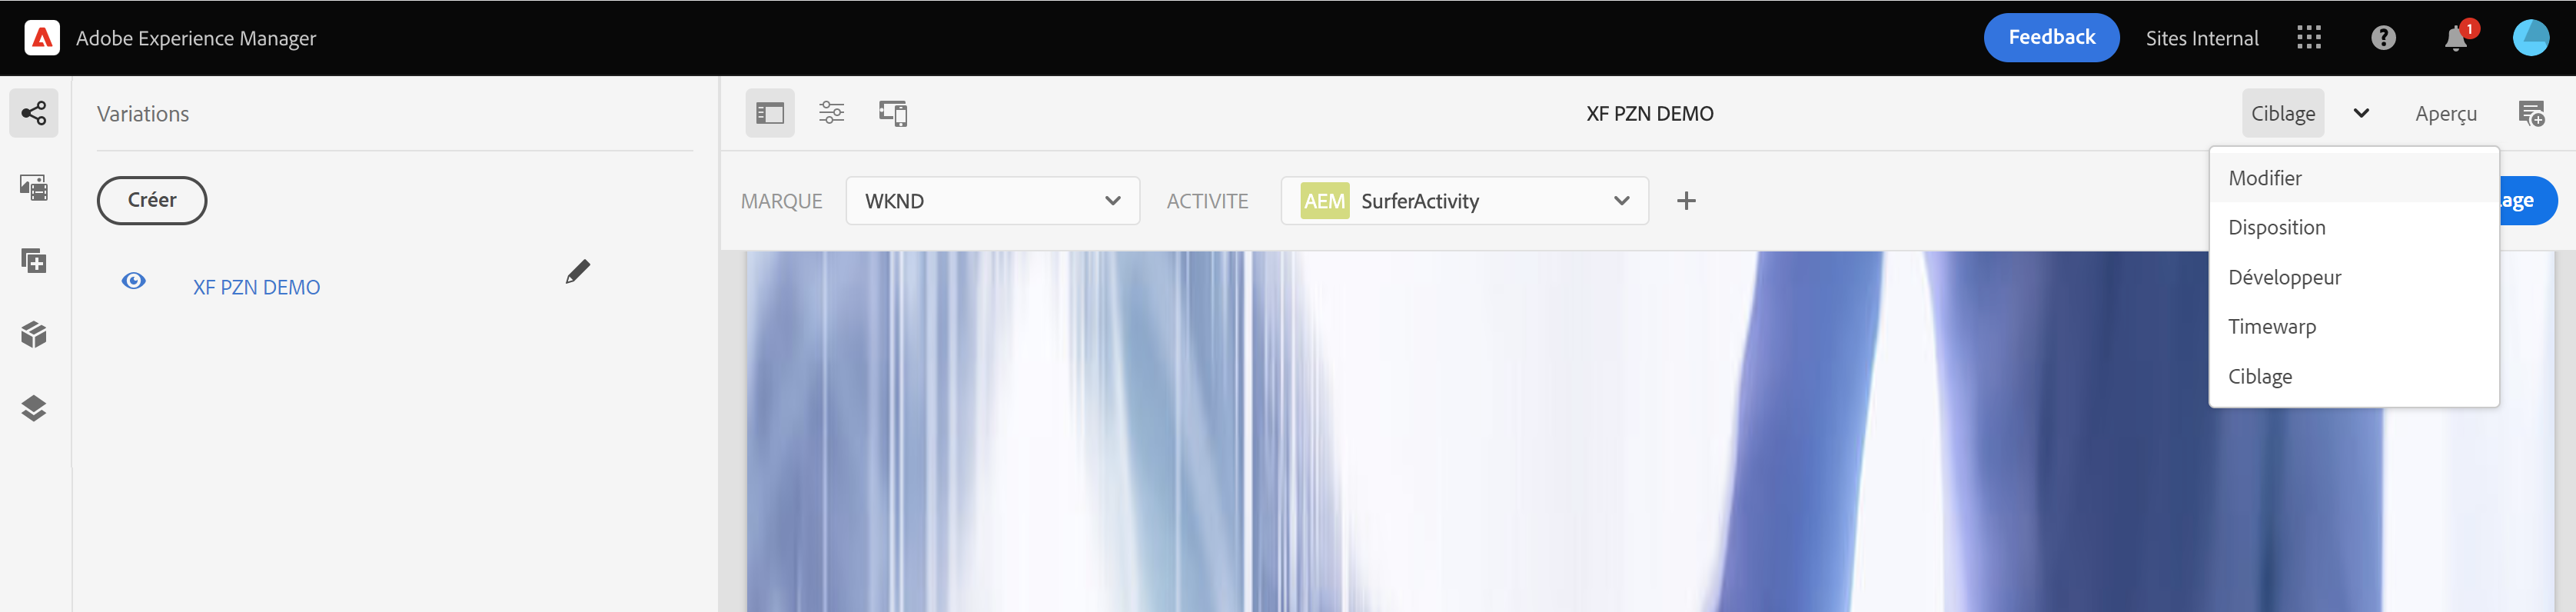 Adobe Experience Manager
Feedback
Sites Internal
1
Variations
XF PZN DEMO
Ciblage
Aperçu
Créer
MARQUE
WKND
ACTIVITE
AEM SurferActivity
XF PZN DEMO
Modifier
Disposition
Développeur
Timewarp
Ciblage